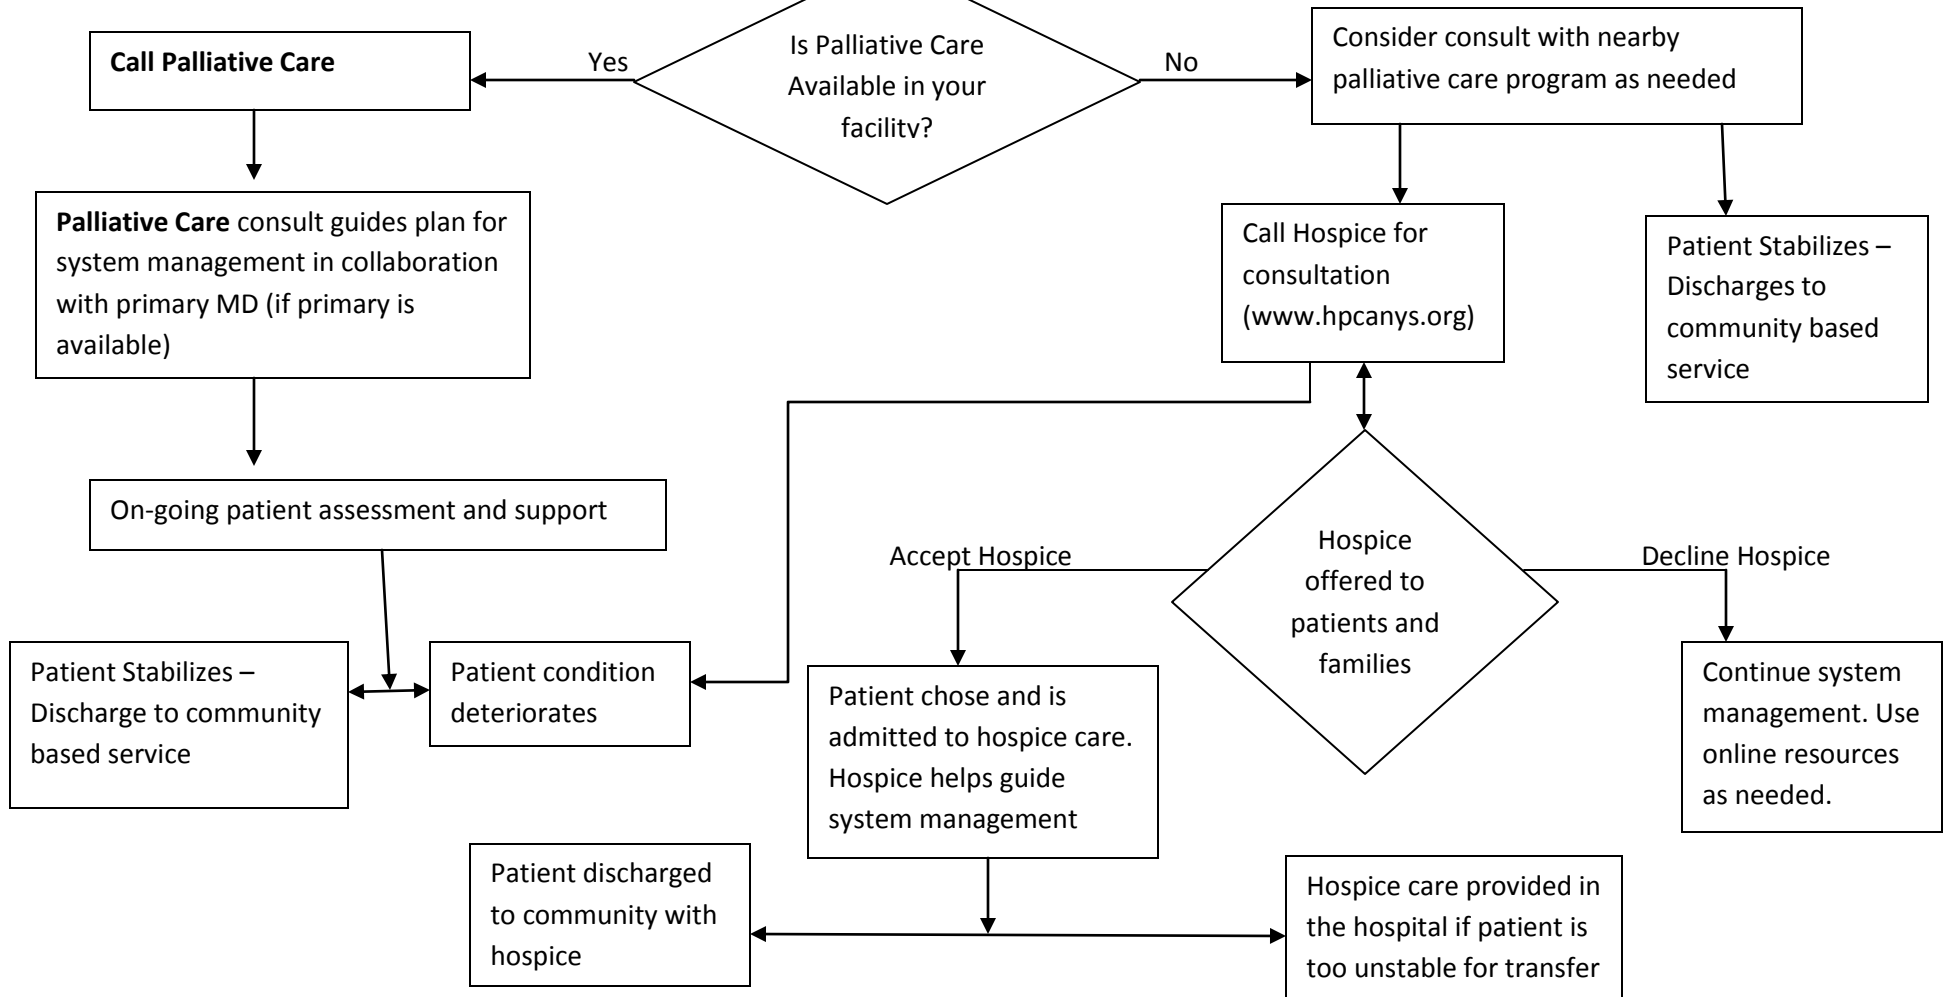 Call Palliative Care
Yes
Is Palliative Care
Available in your
facility?
No
Consider consult with nearby
palliative care program as needed
Palliative Care consult guides plan for
system management in collaboration
with primary MD (if primary is
available)
Call Hospice for
consultation
(www.hpcanys.org)
Patient Stabilizes –
Discharges to
community based
service
On-going patient assessment and support
Accept Hospice
Hospice
offered to
patients and
families
Decline Hospice
Patient Stabilizes –
Discharge to community
based service
Patient condition
deteriorates
Patient chose and is
admitted to hospice care.
Hospice helps guide
system management
Continue system
management. Use
online resources
as needed.
Patient discharged
to community with
hospice
Hospice care provided in
the hospital if patient is
too unstable for transfer